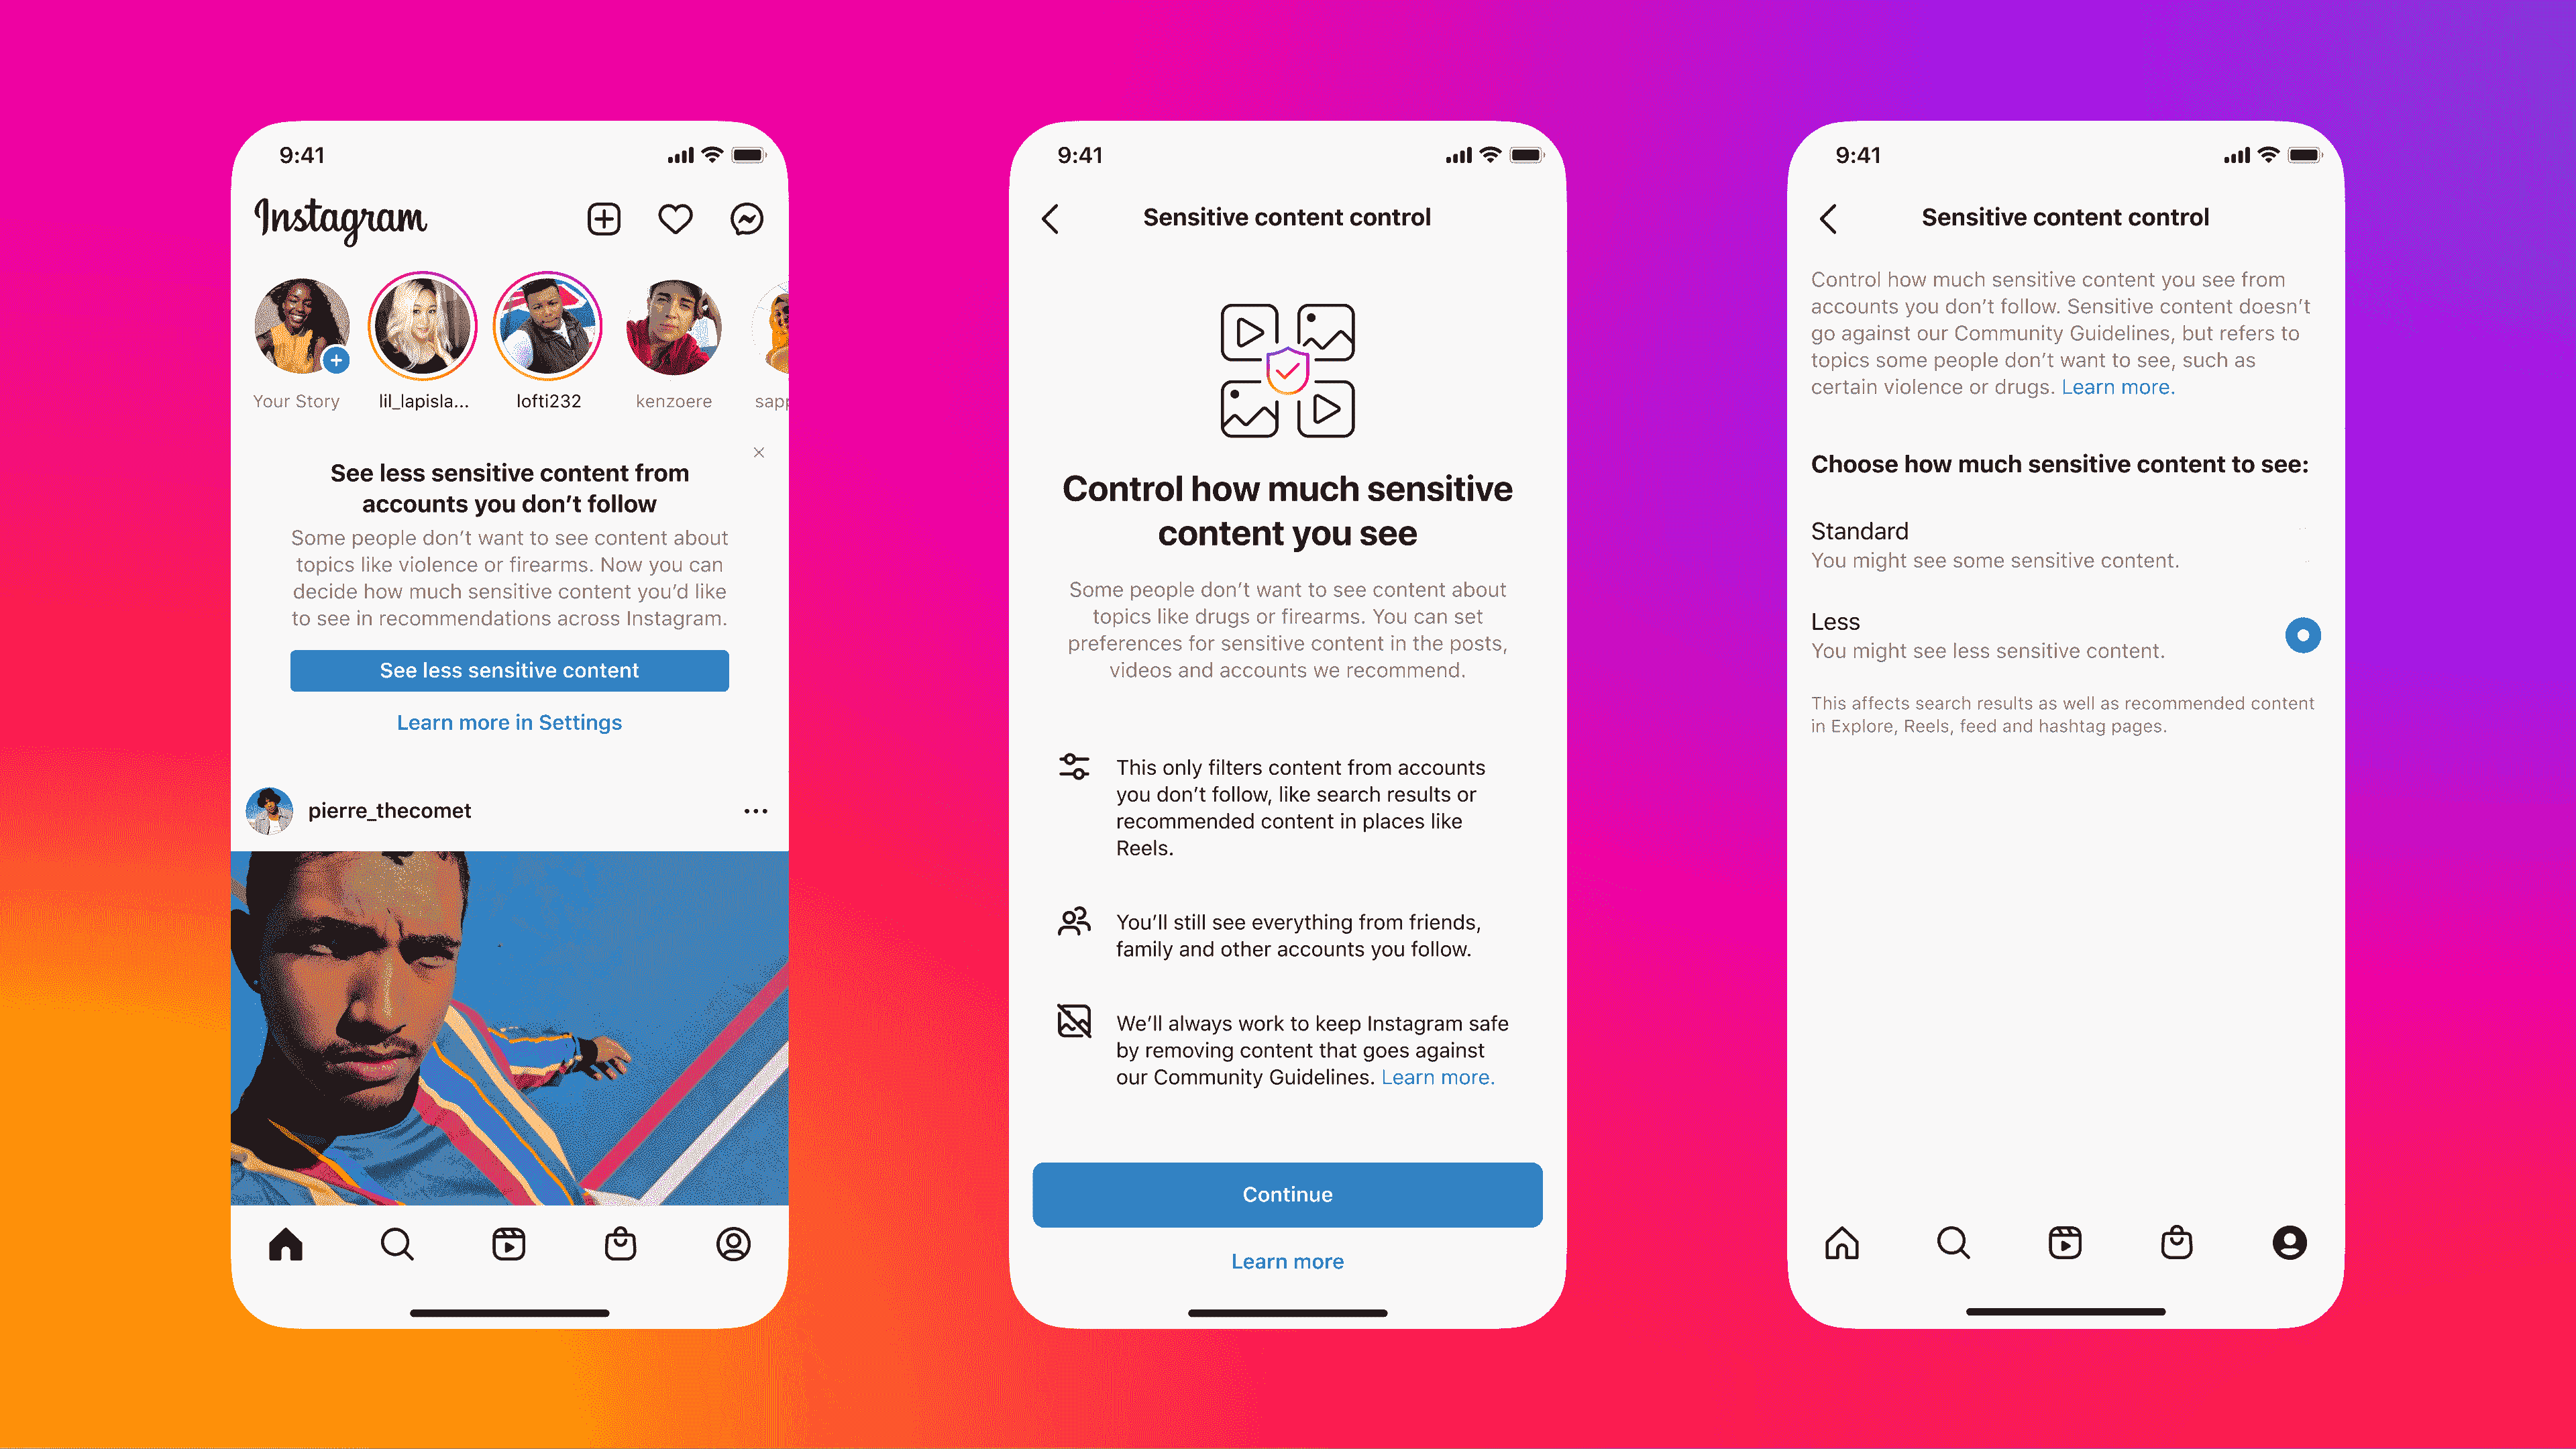 9:41
Instagram
Your Story
lil_lapisla...
lofti232
kenzoere
sapp
See less sensitive content from
accounts you don't follow
Some people don't want to see content about
topics like violence or firearms. Now you can
decide how much sensitive content you'd like
to see in recommendations across Instagram.
See less sensitive content
Learn more in Settings
pierre_thecomet
9:41
Sensitive content control
Control how much sensitive
content you see
Some people don't want to see content about
topics like drugs or firearms. You can set
preferences for sensitive content in the posts,
videos and accounts we recommend.
This only filters content from accounts
you don't follow, like search results or
recommended content in places like
Reels.
You'll still see everything from friends,
family and other accounts you follow.
We'll always work to keep Instagram safe
by removing content that goes against
our Community Guidelines. Learn more.
Continue
Learn more
9:41
Sensitive content control
Control how much sensitive content you see from
accounts you don't follow. Sensitive content doesn't
go against our Community Guidelines, but refers to
topics some people don't want to see, such as
certain violence or drugs. Learn more.
Choose how much sensitive content to see:
Standard
You might see some sensitive content.
Less
You might see less sensitive content.
This affects search results as well as recommended content
in Explore, Reels, feed and hashtag pages.